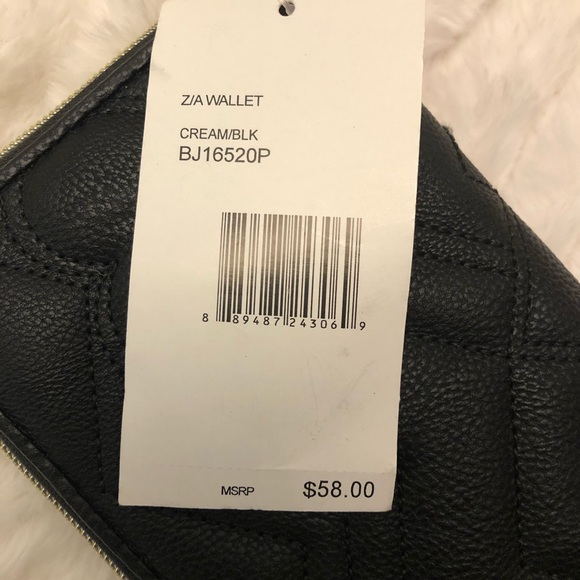 Z/A WALLET
CREAM/BLK
BJ16520P
8 89487 24306 9
MSRP $58.00